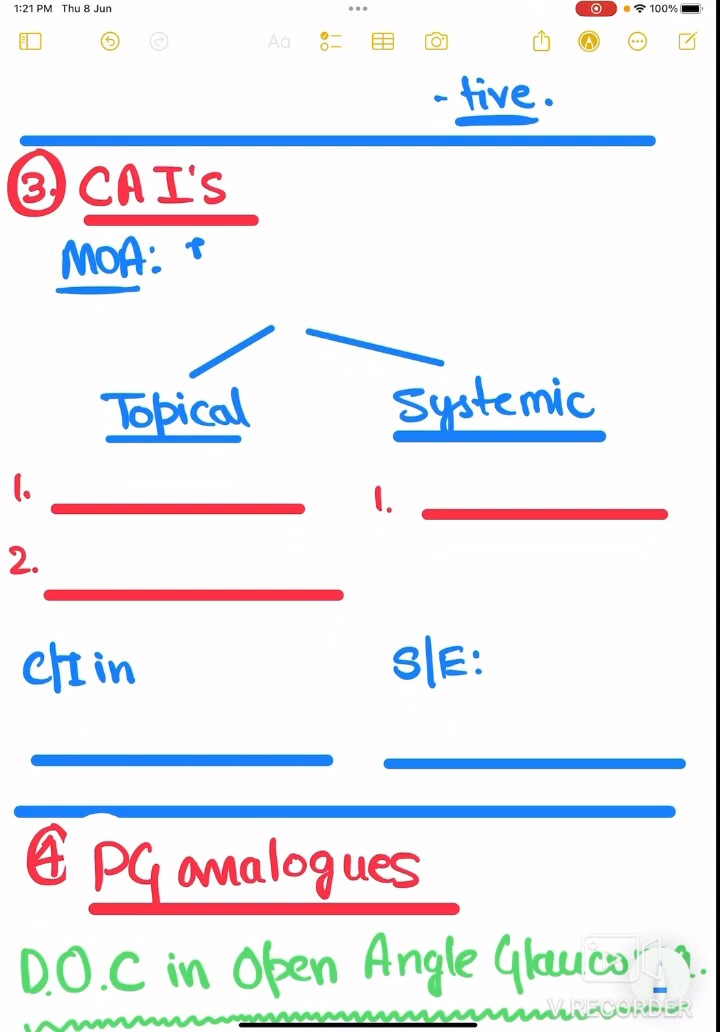 1:21 PM Thu 8 Jun 100%
Aa
- tive.
3. CAI's
MOA:
Topical Systemic
1. 1.
2.
C/I in S/E:
4 PG analogues
D.O.C in Open Angle Glaucoma.
V RECORDER